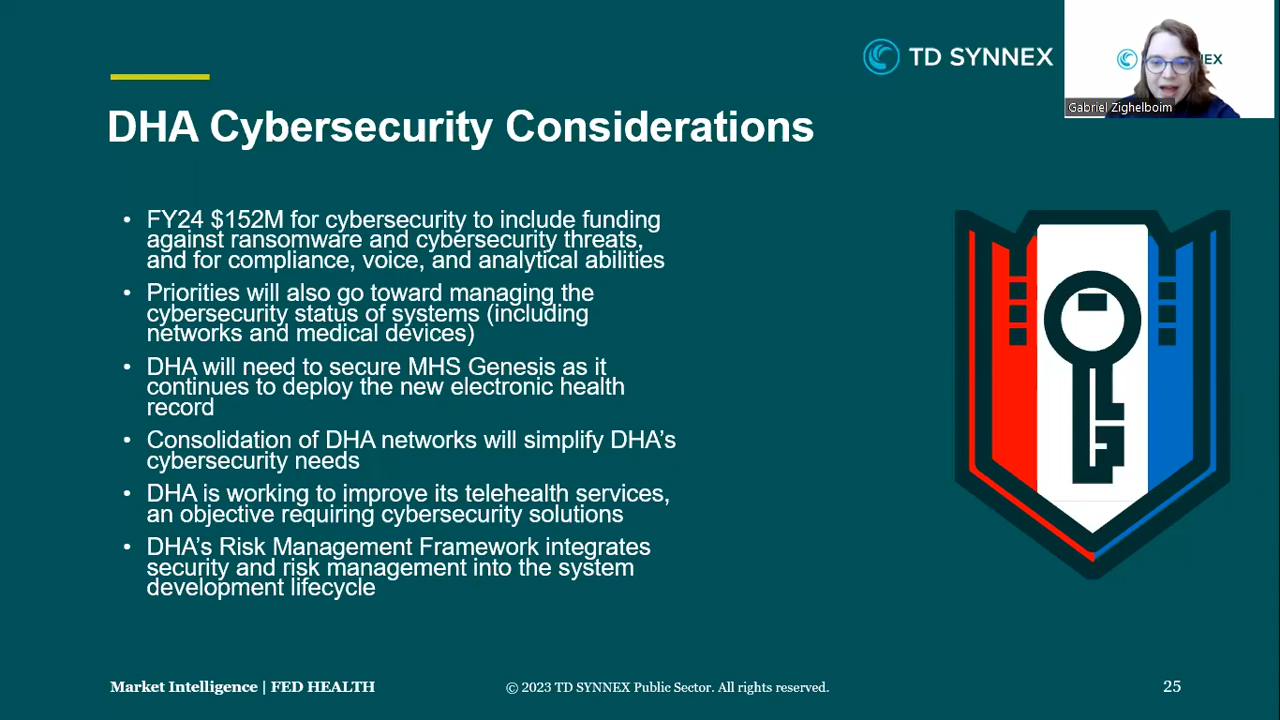 TD SYNNEX
Gabriel Zighelboim
DHA Cybersecurity Considerations
• FY24 $152M for cybersecurity to include funding
against ransomware and cybersecurity threats,
and for compliance, voice, and analytical abilities
• Priorities will also go toward managing the
cybersecurity status of systems (including
networks and medical devices)
• DHA will need to secure MHS Genesis as it
continues to deploy the new electronic health
record
• Consolidation of DHA networks will simplify DHA's
cybersecurity needs
• DHA is working to improve its telehealth services,
an objective requiring cybersecurity solutions
• DHA's Risk Management Framework integrates
security and risk management into the system
development lifecycle
Market Intelligence | FED HEALTH
© 2023 TD SYNNEX Public Sector. All rights reserved.
25